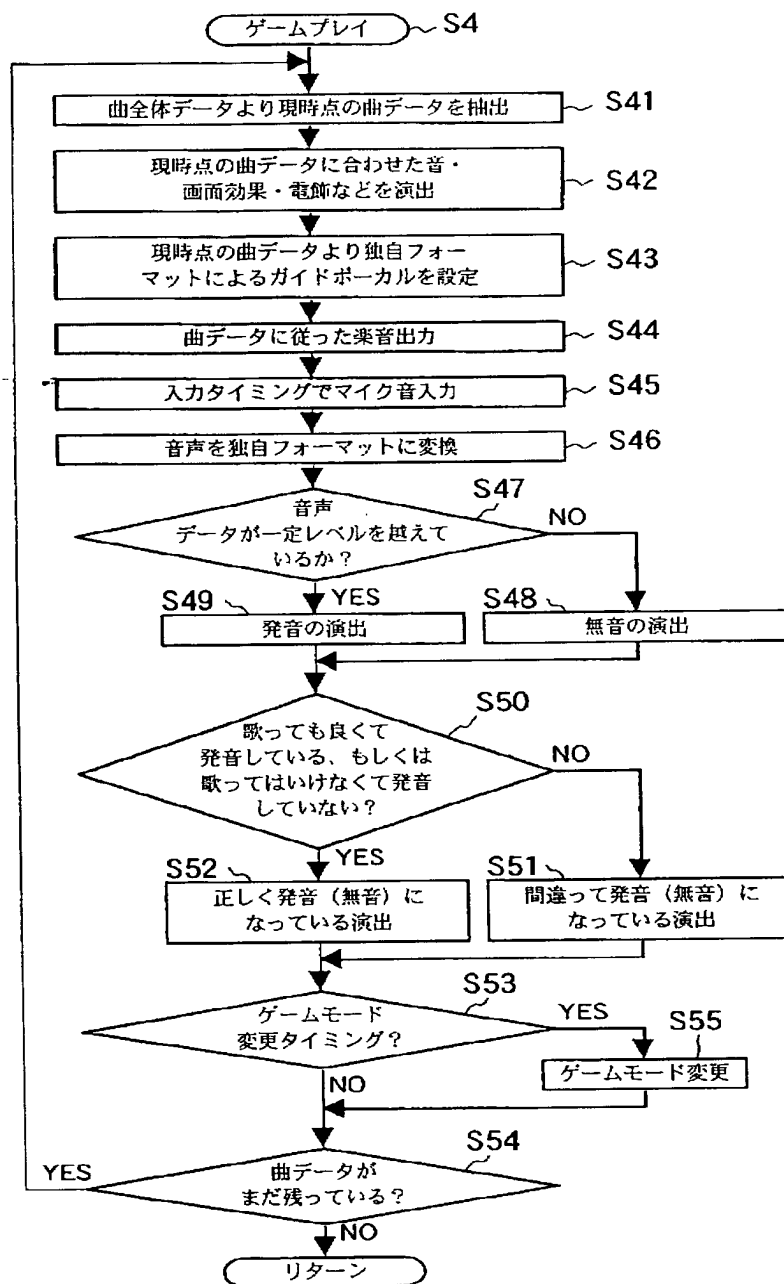 ゲームプレイ
S4
曲全体データより現時点の曲データを抽出
S41
現時点の曲データに合わせた音・
画面効果・電飾などを演出
S42
現時点の曲データより独自フォー
マットによるガイドボーカルを設定
S43
曲データに従った楽音出力
S44
入力タイミングでマイク音入力
S45
音声を独自フォーマットに変換
S46
S47
音声
データが一定レベルを越えて
いるか？
NO
YES
S49
発音の演出
S48
無音の演出
S50
歌っても良くて
発音している、もしくは
歌ってはいけなくて発音
していない？
NO
YES
S52
正しく発音（無音）に
なっている演出
S51
間違って発音（無音）に
なっている演出
S53
ゲームモード
変更タイミング？
YES
S55
ゲームモード変更
NO
S54
YES
曲データが
まだ残っている？
NO
リターン